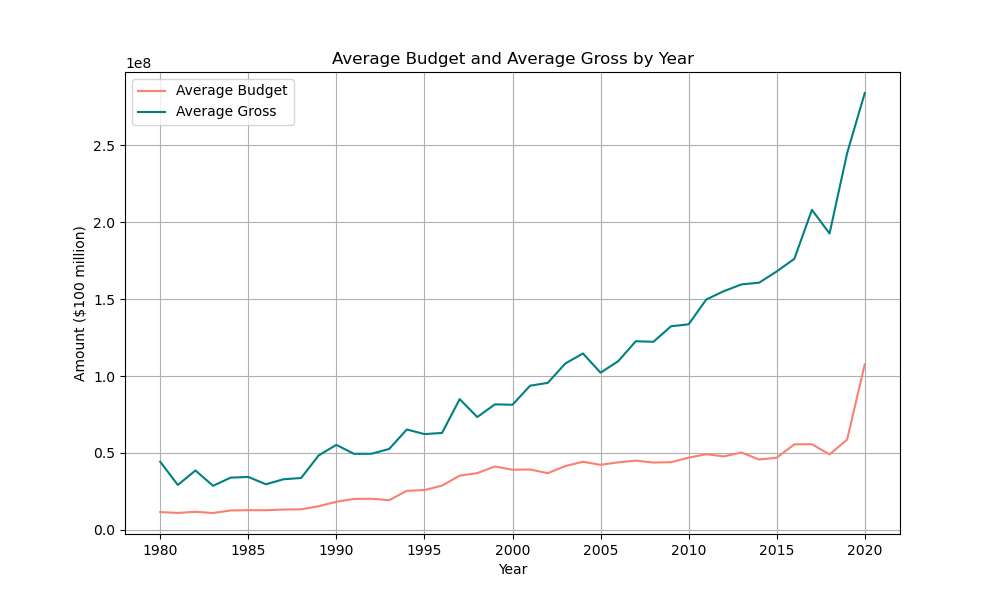 Average Budget and Average Gross by Year
1e8
Average Budget
Average Gross
2.5
2.0
1.5
1.0
0.5
0.0
Amount ($100 million)
1980 1985 1990 1995 2000 2005 2010 2015 2020
Year